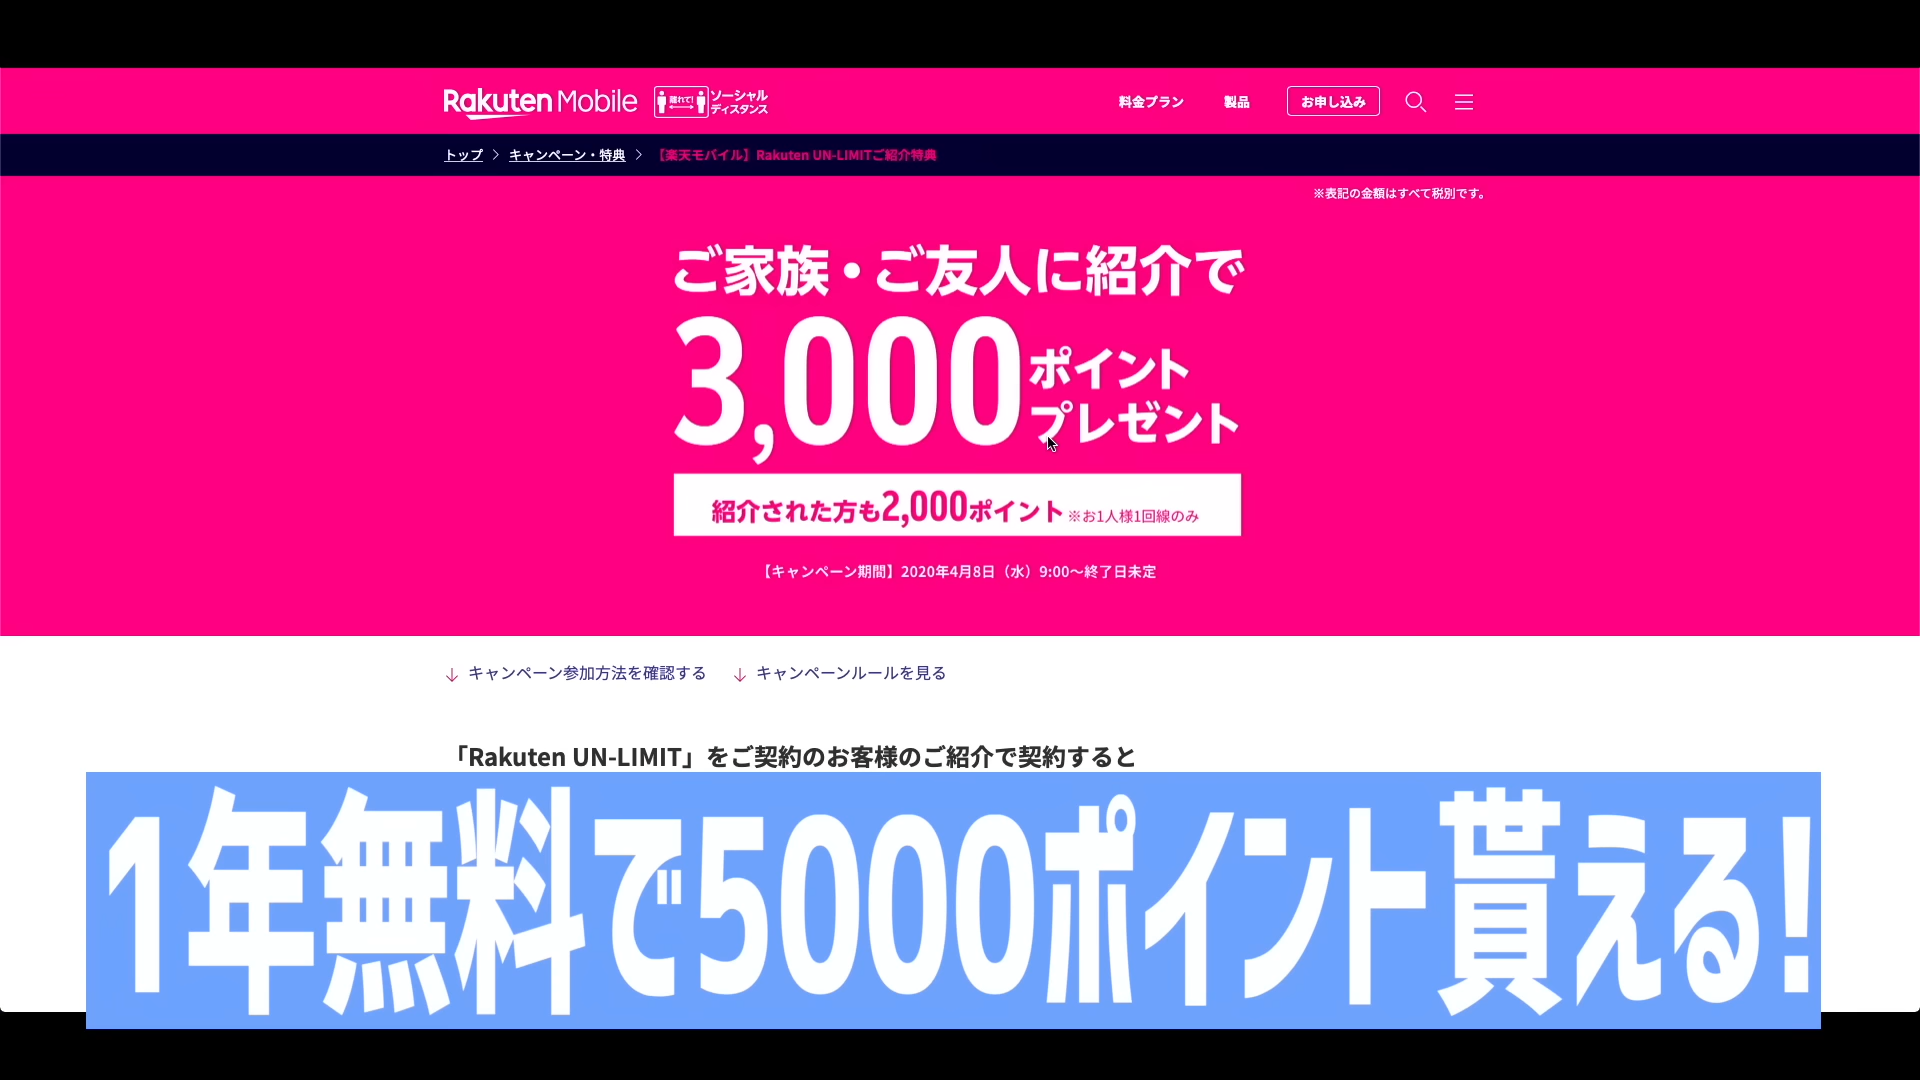 Rakuten Mobile
離れて!
ソーシャル
ディスタンス
料金プラン
製品
お申し込み
トップ
キャンペーン・特典
【楽天モバイル】Rakuten UN-LIMITご紹介特典
※表記の金額はすべて税別です。
ご家族・ご友人に紹介で
3,000
ポイント
プレゼント
紹介された方も2,000ポイント ※お1人様1回線のみ
【キャンペーン期間】2020年4月8日（水）9:00〜終了日未定
↓ キャンペーン参加方法を確認する
↓ キャンペーンルールを見る
「Rakuten UN-LIMIT」をご契約のお客様のご紹介で契約すると
1年無料で5000ポイント貰える!